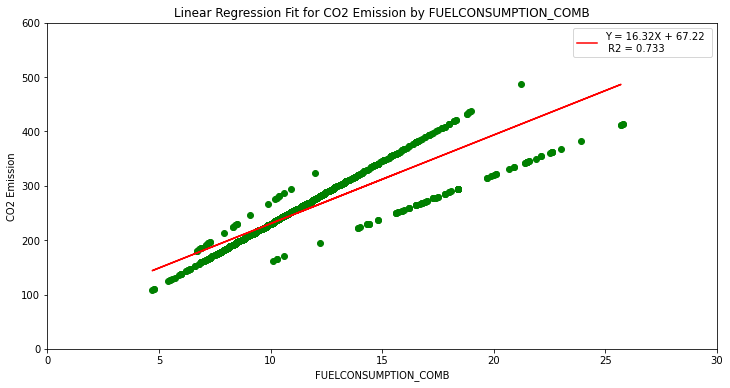 Linear Regression Fit for CO2 Emission by FUELCONSUMPTION_COMB
600
500
400
300
200
100
0
CO2 Emission
Y = 16.32X + 67.22
R2 = 0.733
0
5
10
15
20
25
30
FUELCONSUMPTION_COMB